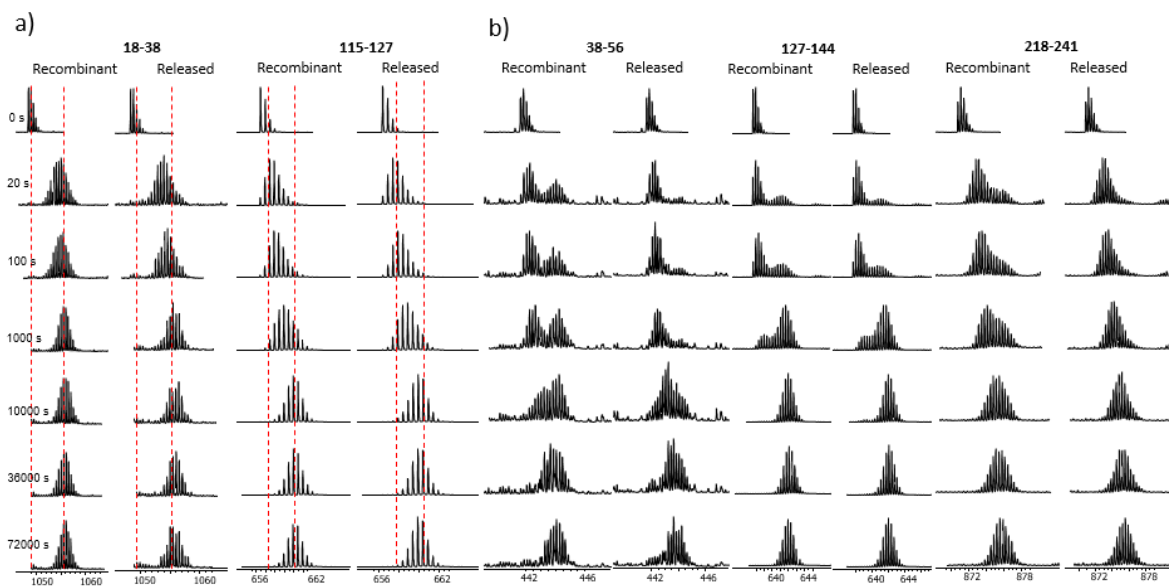 a)
b)
18-38
115-127
38-56
127-144
218-241
Recombinant Released Recombinant Released Recombinant Released Recombinant Released Recombinant Released
0 s
20 s
100 s
1000 s
10000 s
36000 s
72000 s
1050 1060 1050 1060 656 662 656 662 442 446 442 446 640 644 640 644 872 878 872 878